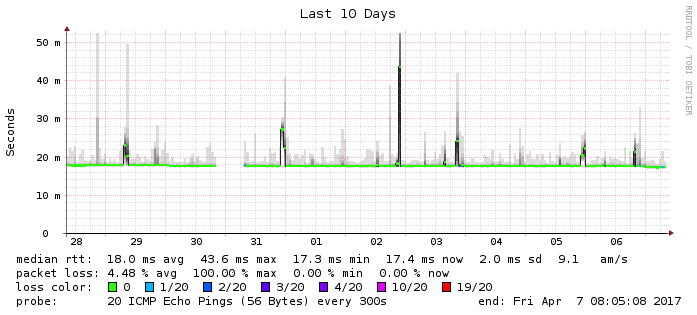 Last 10 Days
RRDTOOL / TOBI OETIKER
Seconds
50 m
40 m
30 m
20 m
10 m
0
28 29 30 31 01 02 03 04 05 06
median rtt: 18.0 ms avg 43.6 ms max 17.3 ms min 17.4 ms now 2.0 ms sd 9.1 am/s
packet loss: 4.48 % avg 100.00 % max 0.00 % min 0.00 % now
loss color: 0 1/20 2/20 3/20 4/20 10/20 19/20
probe: 20 ICMP Echo Pings (56 Bytes) every 300s end: Fri Apr 7 08:05:08 2017